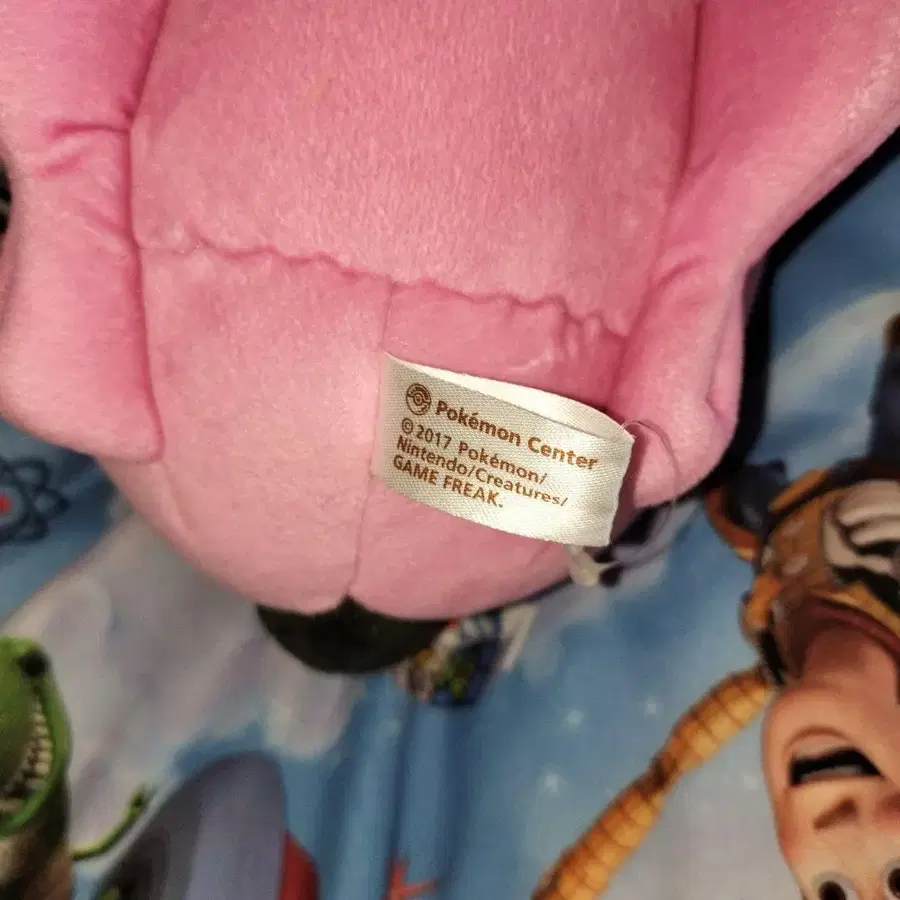 Pokémon Center
©2017 Pokémon/
Nintendo/Creatures/
GAME FREAK.